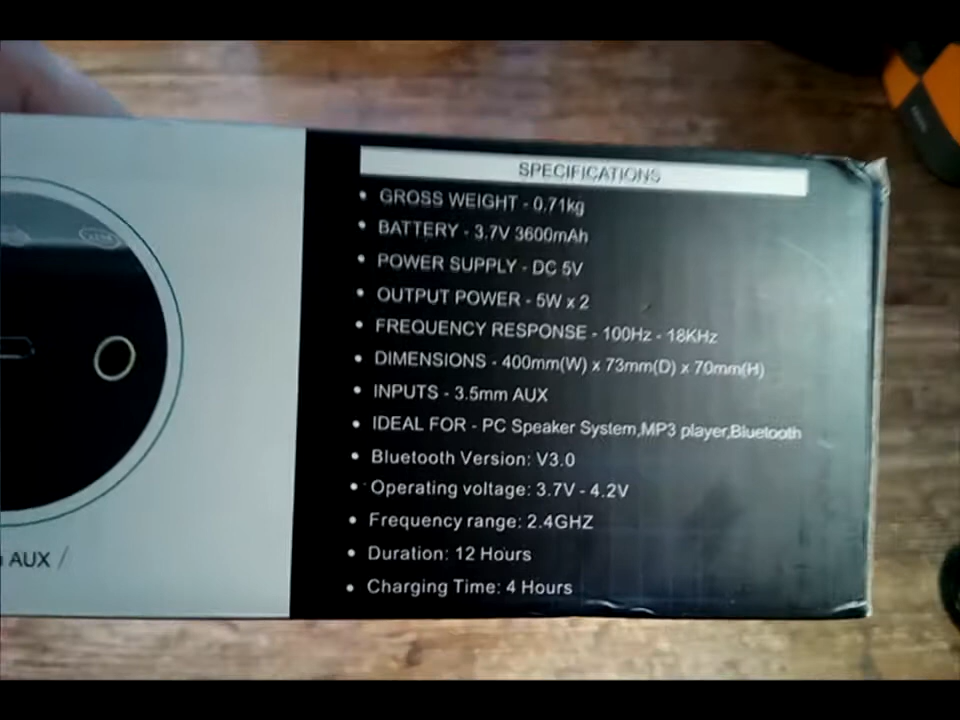 SPECIFICATIONS
• GROSS WEIGHT - 0.71kg
• BATTERY - 3.7V 3600mAh
• POWER SUPPLY - DC 5V
• OUTPUT POWER - 5W x 2
• FREQUENCY RESPONSE - 100Hz - 18KHz
• DIMENSIONS - 400mm(W) x 73mm(D) x 70mm(H)
• INPUTS - 3.5mm AUX
• IDEAL FOR - PC Speaker System,MP3 player,Bluetooth
• Bluetooth Version: V3.0
• Operating voltage: 3.7V - 4.2V
• Frequency range: 2.4GHZ
• Duration: 12 Hours
• Charging Time: 4 Hours
AUX /